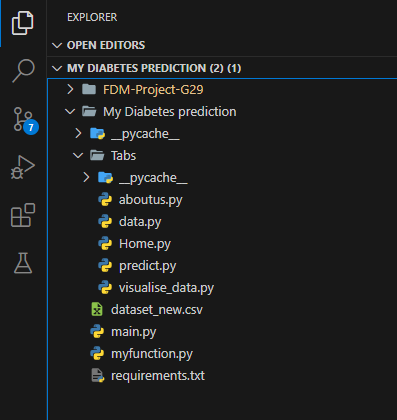 EXPLORER
OPEN EDITORS
MY DIABETES PREDICTION (2) (1)
FDM-Project-G29
My Diabetes prediction
__pycache__
7
Tabs
__pycache__
aboutus.py
data.py
Home.py
predict.py
visualise_data.py
dataset_new.csv
main.py
myfunction.py
requirements.txt